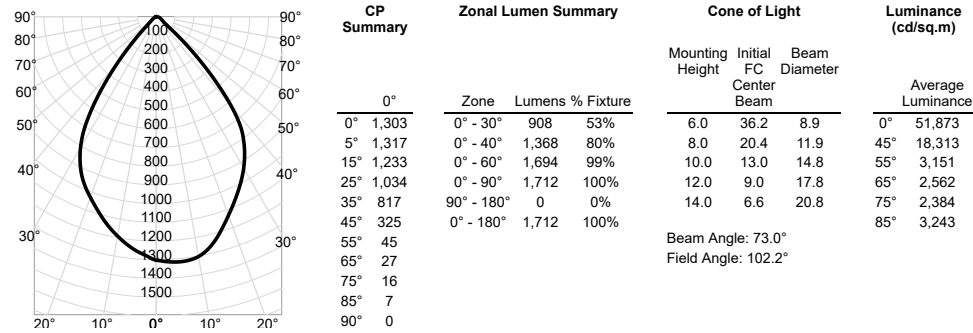 90° 90°
80° 80°
70° 70°
60° 60°
50° 50°
40° 40°
30° 30°
20° 10° 0° 10° 20°
100
200
300
400
500
600
700
800
900
1000
1100
1200
1300
1400
1500
CP
Summary
0°
0° 1,303
5° 1,317
15° 1,233
25° 1,034
35° 817
45° 325
55° 45
65° 27
75° 16
85° 7
90° 0
Zonal Lumen Summary
Zone Lumens % Fixture
0° - 30° 908 53%
0° - 40° 1,368 80%
0° - 60° 1,694 99%
0° - 90° 1,712 100%
90° - 180° 0 0%
0° - 180° 1,712 100%
Cone of Light
Mounting Initial Beam
Height FC Diameter
Center
Beam
6.0 36.2 8.9
8.0 20.4 11.9
10.0 13.0 14.8
12.0 9.0 17.8
14.0 6.6 20.8
Beam Angle: 73.0°
Field Angle: 102.2°
Luminance
(cd/sq.m)
Average
Luminance
0° 51,873
45° 18,313
55° 3,151
65° 2,562
75° 2,384
85° 3,243